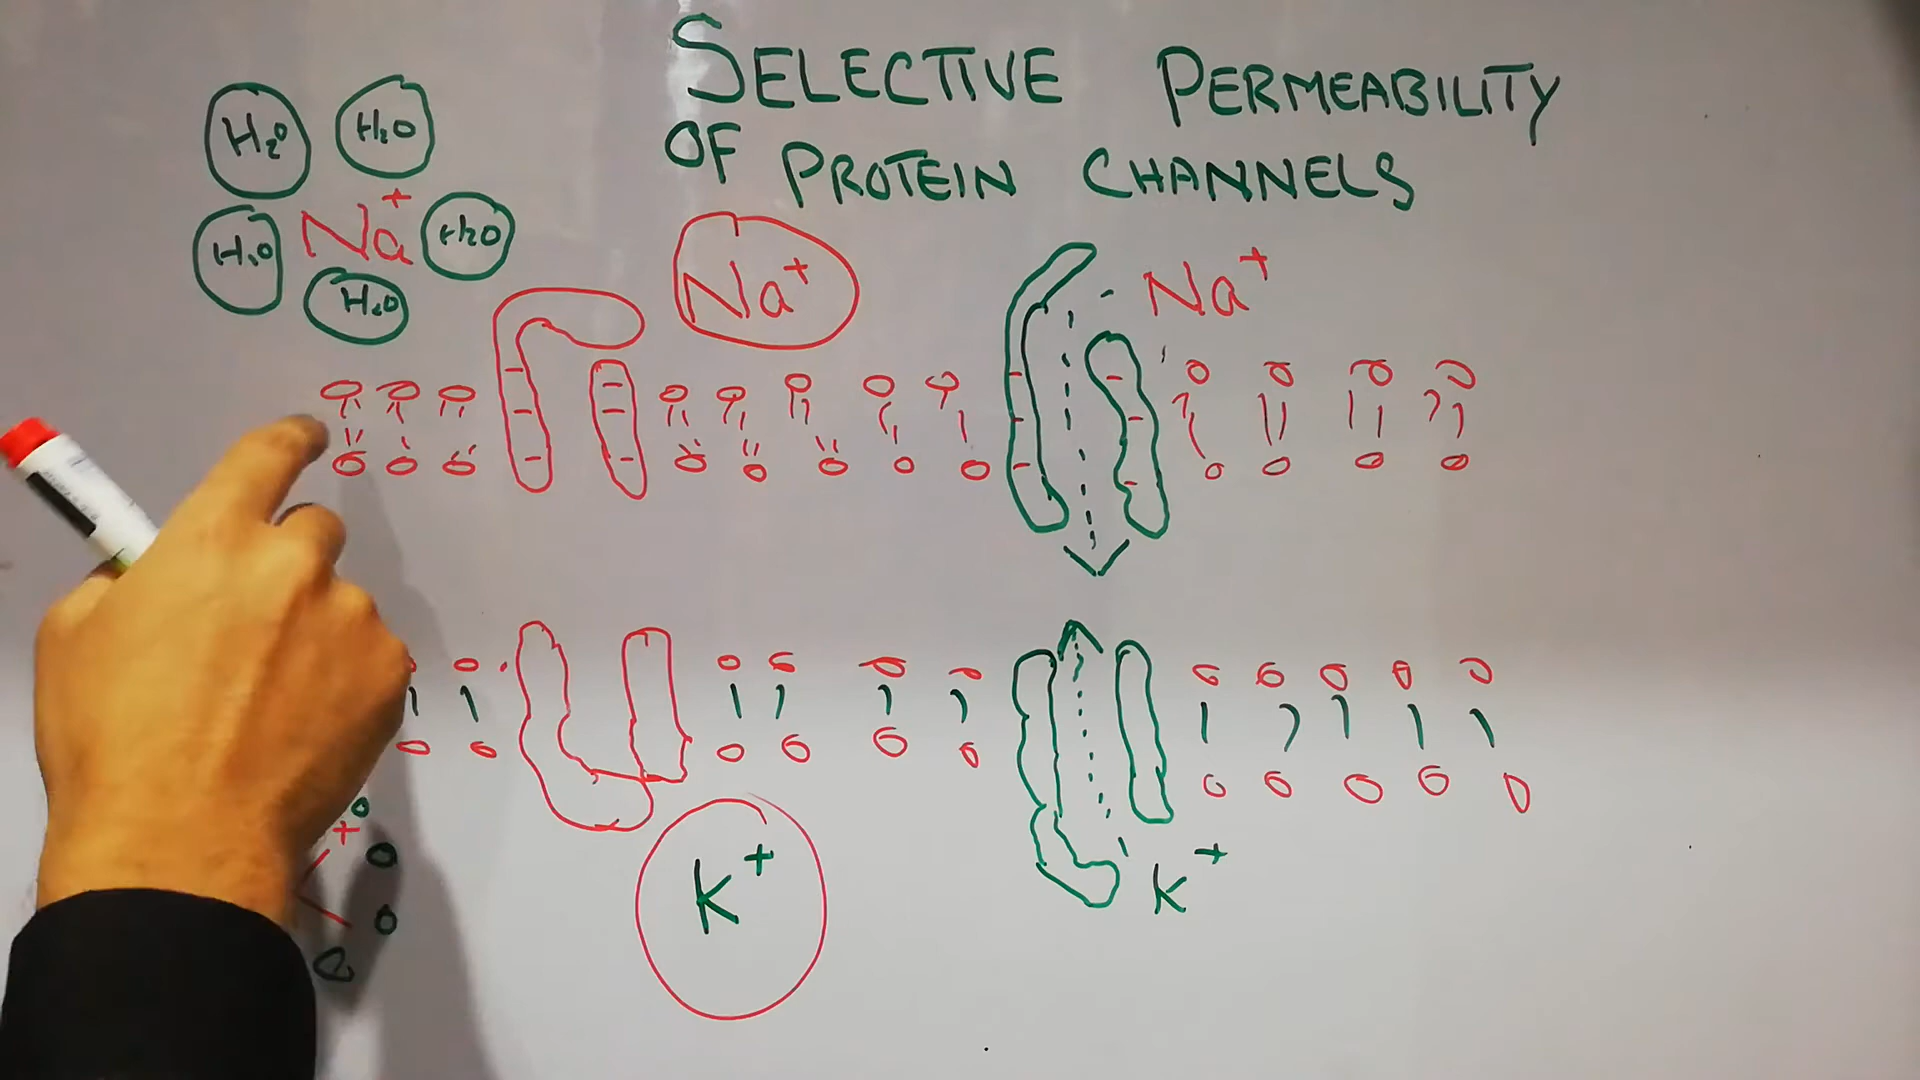 SELECTIVE PERMEABILITY
OF PROTEIN CHANNELS
H₂O
H₂O
H₂O
Na⁺
H2O
H₂O
Na⁺
Na⁺
K⁺
K⁺